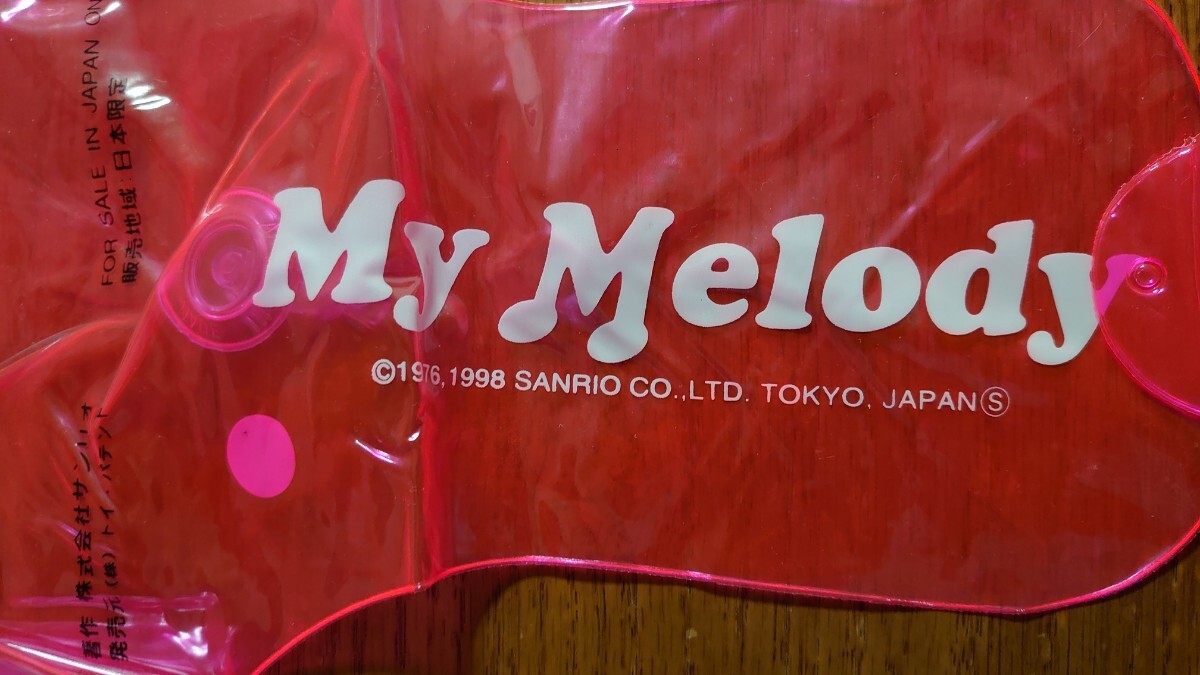 My Melody
©1976,1998 SANRIO CO.,LTD. TOKYO, JAPANⓈ
FOR SALE IN JAPAN
販売地域:日本限定
著作 株式会社サンリオ
発売元(株)トイ・パテント